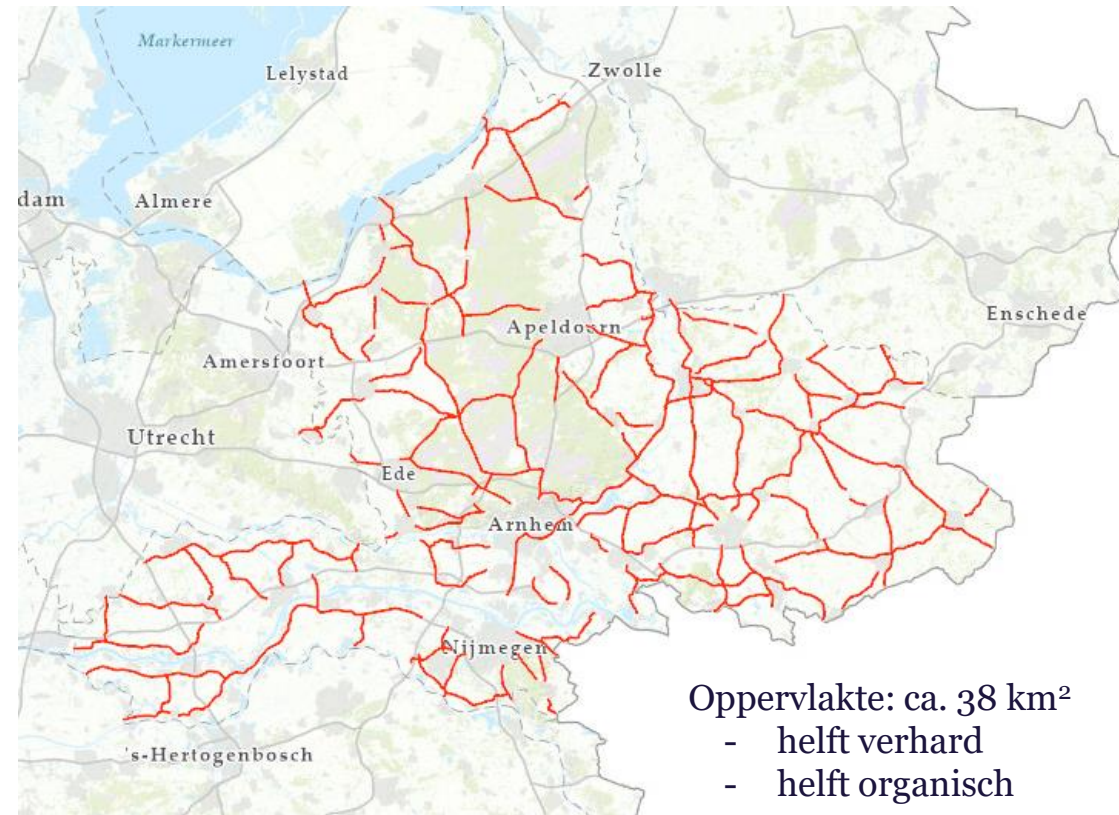 Markermeer
Lelystad
Zwolle
dam
Almere
Enschede
Apeldoorn
Amersfoort
Utrecht
Ede
Arnhem
Nijmegen
's-Hertogenbosch
Oppervlakte: ca. 38 km²
- helft verhard
- helft organisch